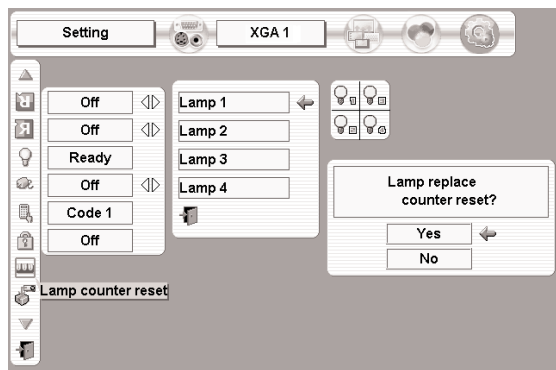 Setting
XGA 1
Off
Off
Ready
Off
Code 1
Off
Lamp counter reset
Lamp 1
Lamp 2
Lamp 3
Lamp 4
Lamp replace
counter reset?
Yes
No